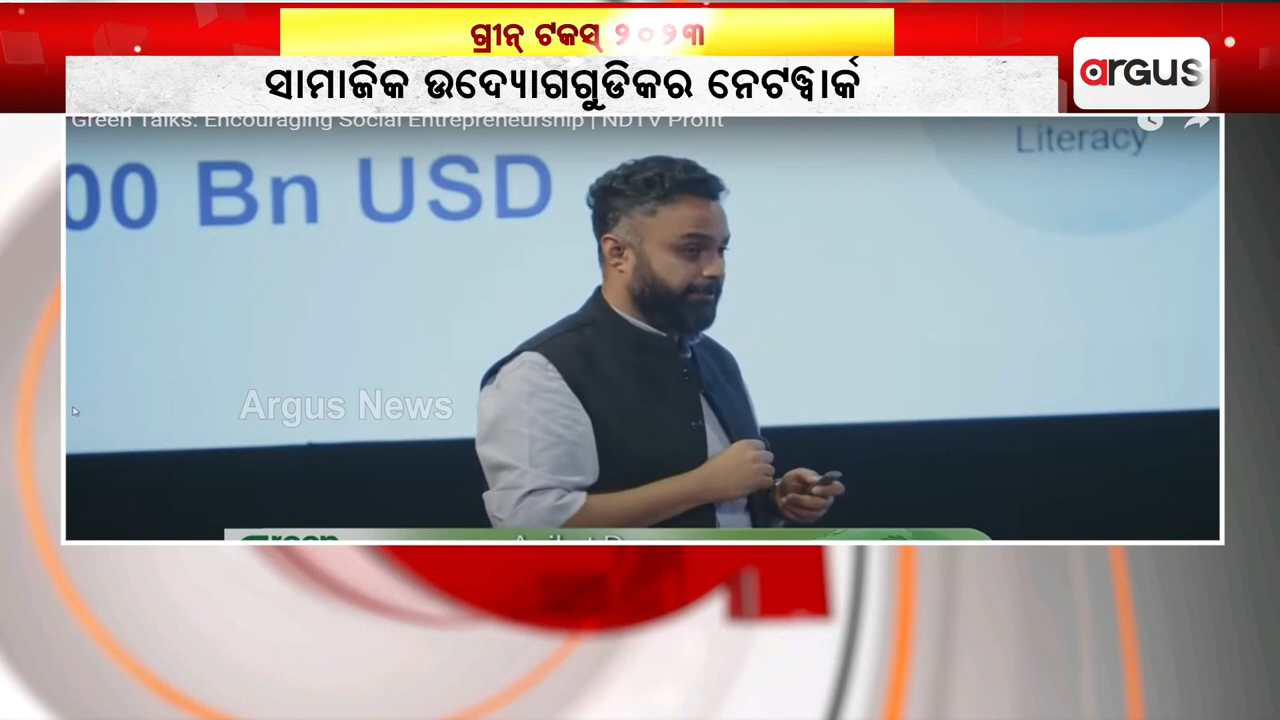 ଗ୍ରୀନ୍ ଟକସ୍ ୨୦୨୩
ସାମାଜିକ ଉଦ୍ୟୋଗଗୁଡିକର ନେଟୱାର୍କ
argus
Green Talks: Encouraging Social Entrepreneurship | NDTV Profit
Literacy
00 Bn USD
Argus News